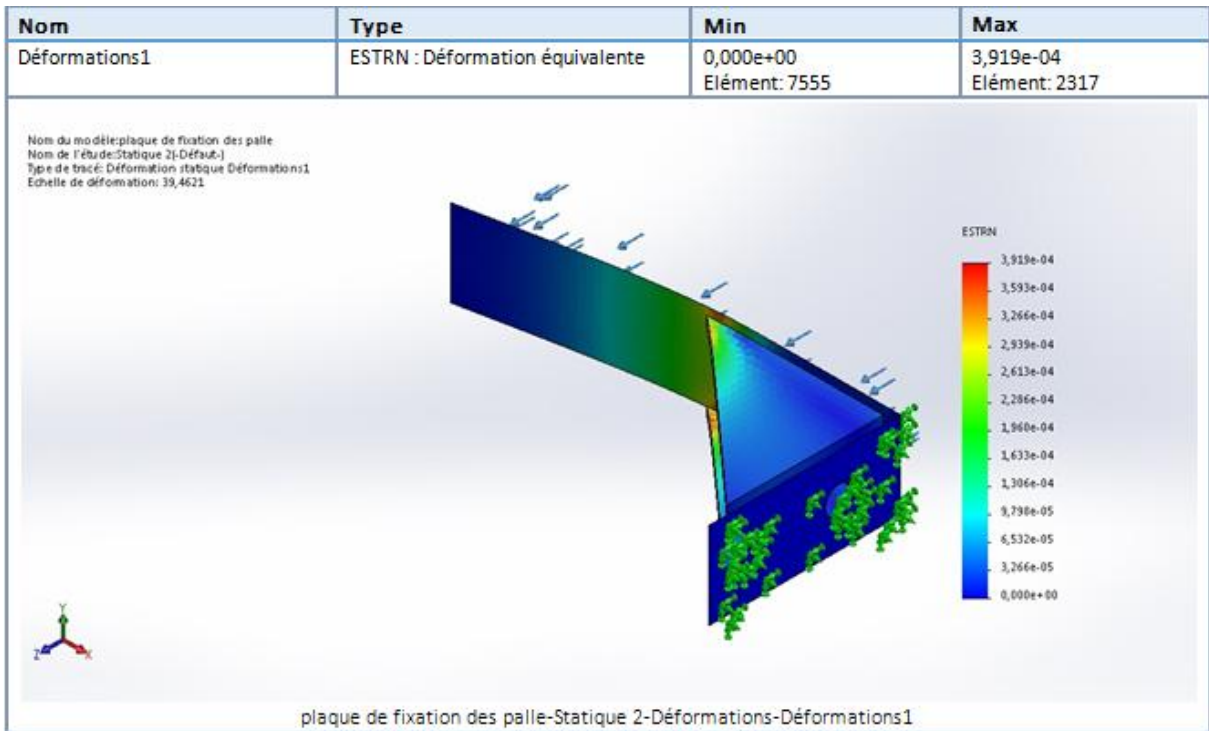 Nom Type Min Max
Déformations1 ESTRN : Déformation équivalente 0,000e+00 3,919e-04
Elément: 7555 Elément: 2317
Nom du modèle:plaque de fixation des palle
Nom de l'étude:Statique 2(-Défaut-)
Type de tracé: Déformation statique Déformations1
Echelle de déformation: 39,4621
ESTRN
3,919e-04
3,593e-04
3,266e-04
2,939e-04
2,613e-04
2,286e-04
1,960e-04
1,633e-04
1,306e-04
9,798e-05
6,532e-05
3,266e-05
0,000e+00
Y
Z
X
plaque de fixation des palle-Statique 2-Déformations-Déformations1